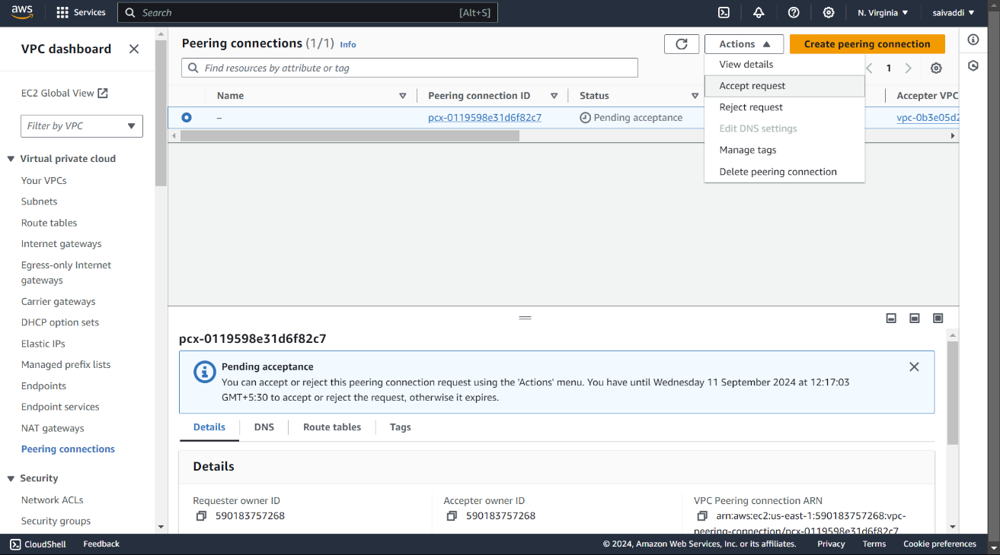 aws
Services
Search
[Alt+S]
N. Virginia
saivaddi
VPC dashboard
EC2 Global View
Filter by VPC
Virtual private cloud
Your VPCs
Subnets
Route tables
Internet gateways
Egress-only Internet
gateways
Carrier gateways
DHCP option sets
Elastic IPs
Managed prefix lists
Endpoints
Endpoint services
NAT gateways
Peering connections
Security
Network ACLs
Security groups
Peering connections (1/1) Info
Actions
Create peering connection
Find resources by attribute or tag
1
View details
Accept request
Reject request
Edit DNS settings
Manage tags
Delete peering connection
Name
Peering connection ID
Status
Accepter VPC
–
pcx-0119598e31d6f82c7
Pending acceptance
vpc-0b3e05d2
pcx-0119598e31d6f82c7
Pending acceptance
You can accept or reject this peering connection request using the 'Actions' menu. You have until Wednesday 11 September 2024 at 12:17:03
GMT+5:30 to accept or reject the request, otherwise it expires.
Details
DNS
Route tables
Tags
Details
Requester owner ID
590183757268
Accepter owner ID
590183757268
VPC Peering connection ARN
arn:aws:ec2:us-east-1:590183757268:vpc-
peering-connection/pcx-0119598e31d6f82c7
CloudShell
Feedback
© 2024, Amazon Web Services, Inc. or its affiliates.
Privacy
Terms
Cookie preferences